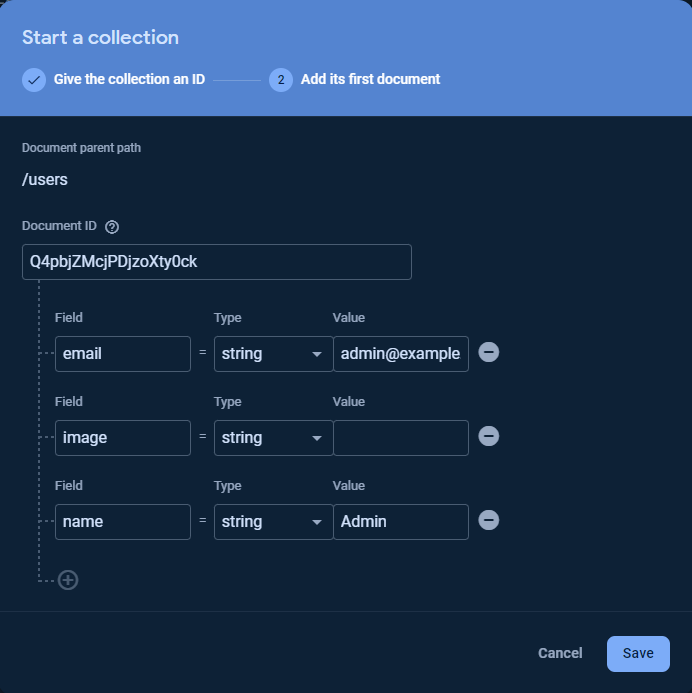 Start a collection
Give the collection an ID 2 Add its first document
Document parent path
/users
Document ID ?
Q4pbjZMcjPDjzoXty0ck
Field Type Value
email = string admin@example
Field Type Value
image = string
Field Type Value
name = string Admin
Cancel Save